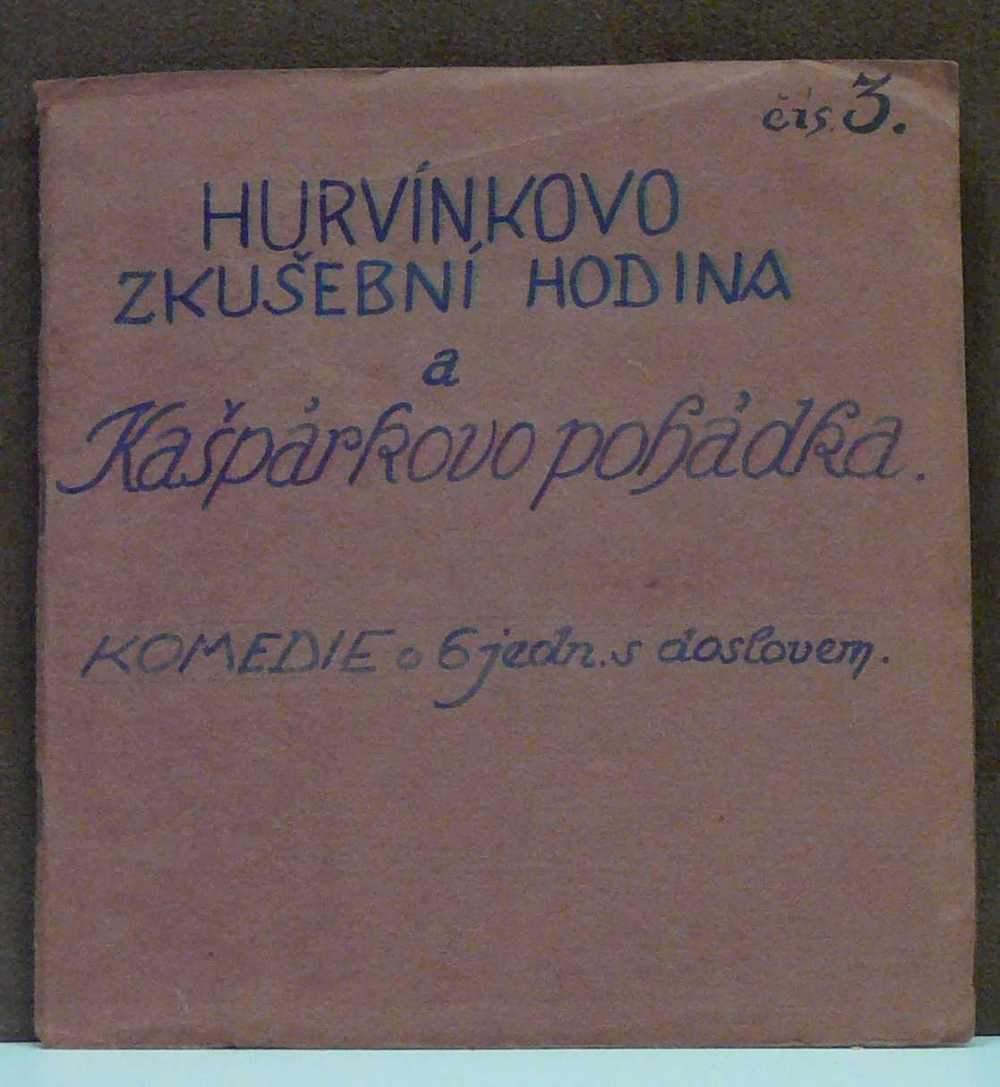 čís. 3.
HURVÍNKOVO
ZKUŠEBNÍ HODINA
a
Kašpárkovo pohádka.
KOMEDIE o 6 jedn. s doslovem.